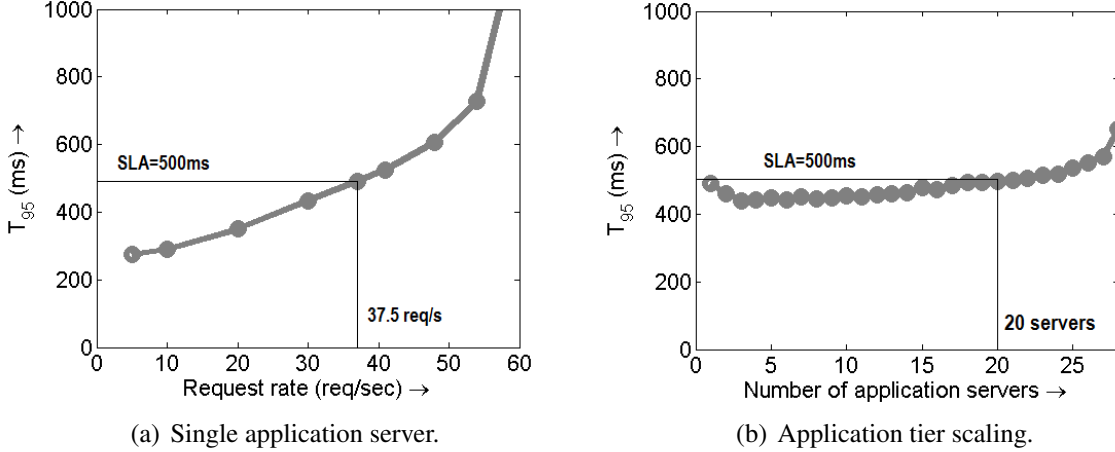 1000
800
600
400
200
0
T95 (ms) →
SLA=500ms
37.5 req/s
0 10 20 30 40 50 60
Request rate (req/sec) →
(a) Single application server.
1000
800
600
400
200
0
T95 (ms) →
SLA=500ms
20 servers
0 5 10 15 20 25
Number of application servers →
(b) Application tier scaling.